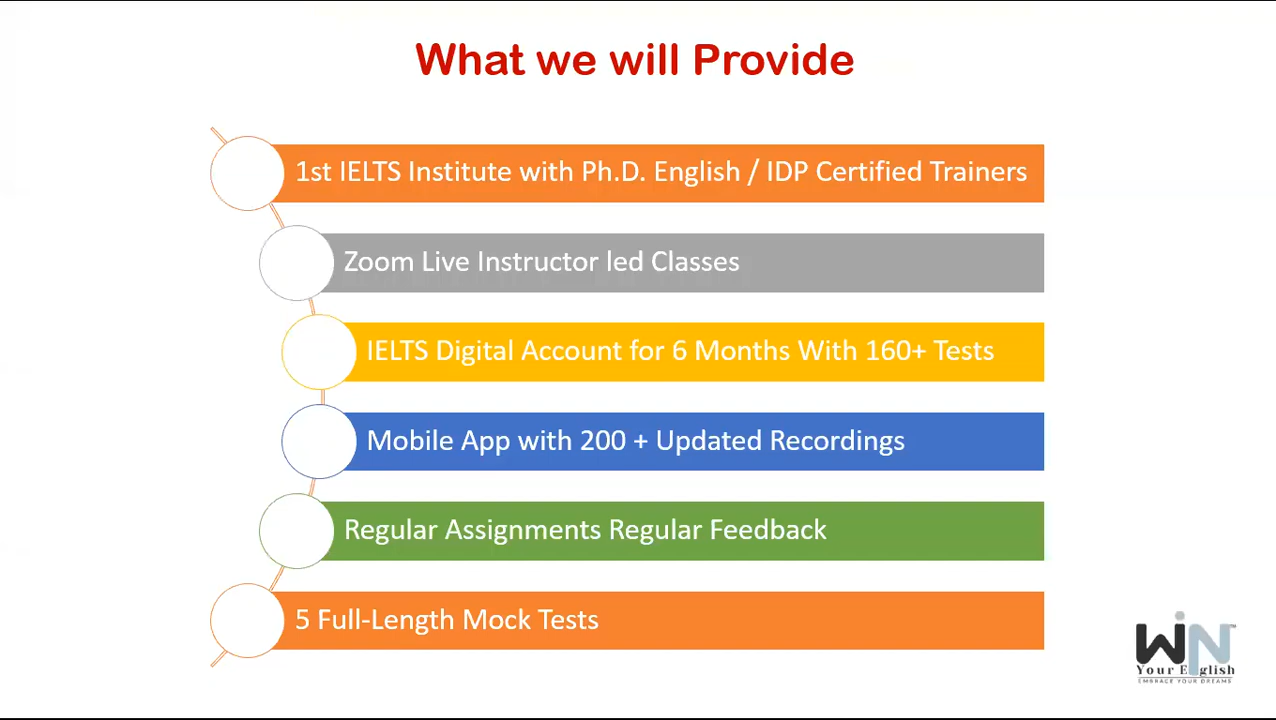 What we will Provide
1st IELTS Institute with Ph.D. English / IDP Certified Trainers
Zoom Live Instructor led Classes
IELTS Digital Account for 6 Months With 160+ Tests
Mobile App with 200 + Updated Recordings
Regular Assignments Regular Feedback
5 Full-Length Mock Tests
WIN™
Your English
EMBRACE YOUR DREAMS